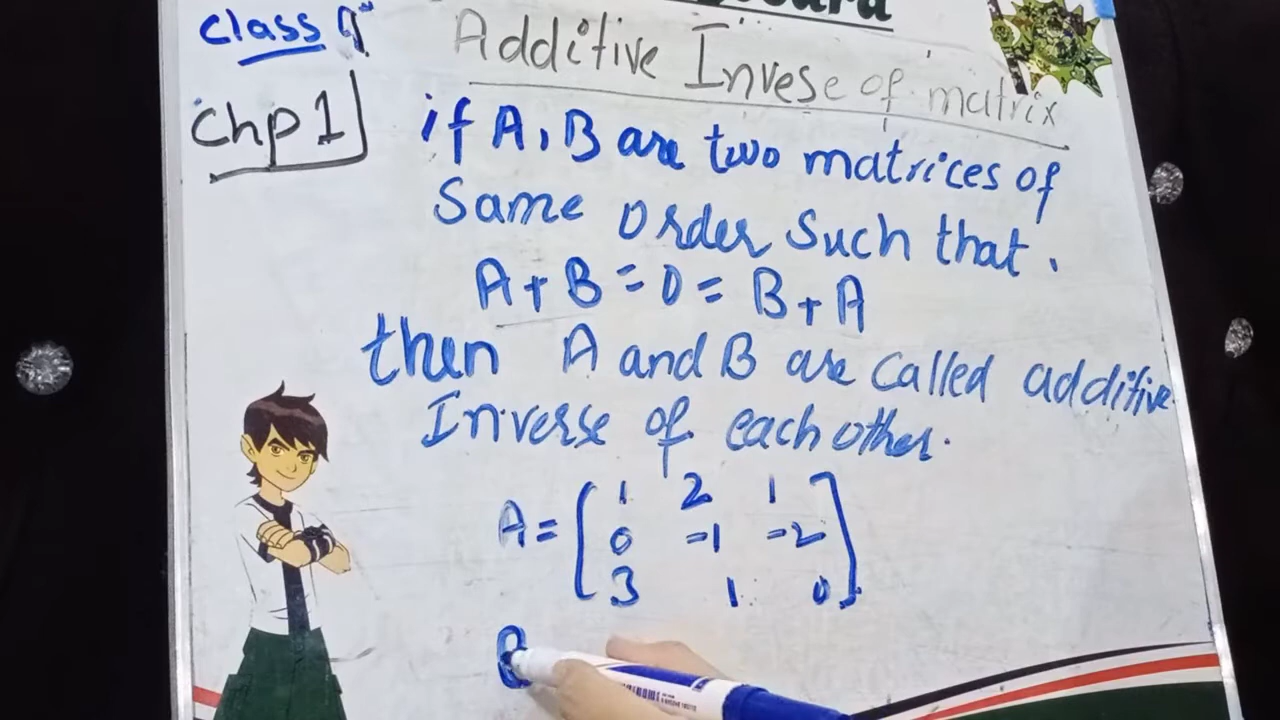 class 9th
Additive Invese of matrix
Chp 1
if A, B are two matrices of
Same order such that.
A + B = 0 = B + A
then A and B are called additive
Inverse of each other.
A = [ 1 2 1
0 -1 -2
3 1 0 ]
B